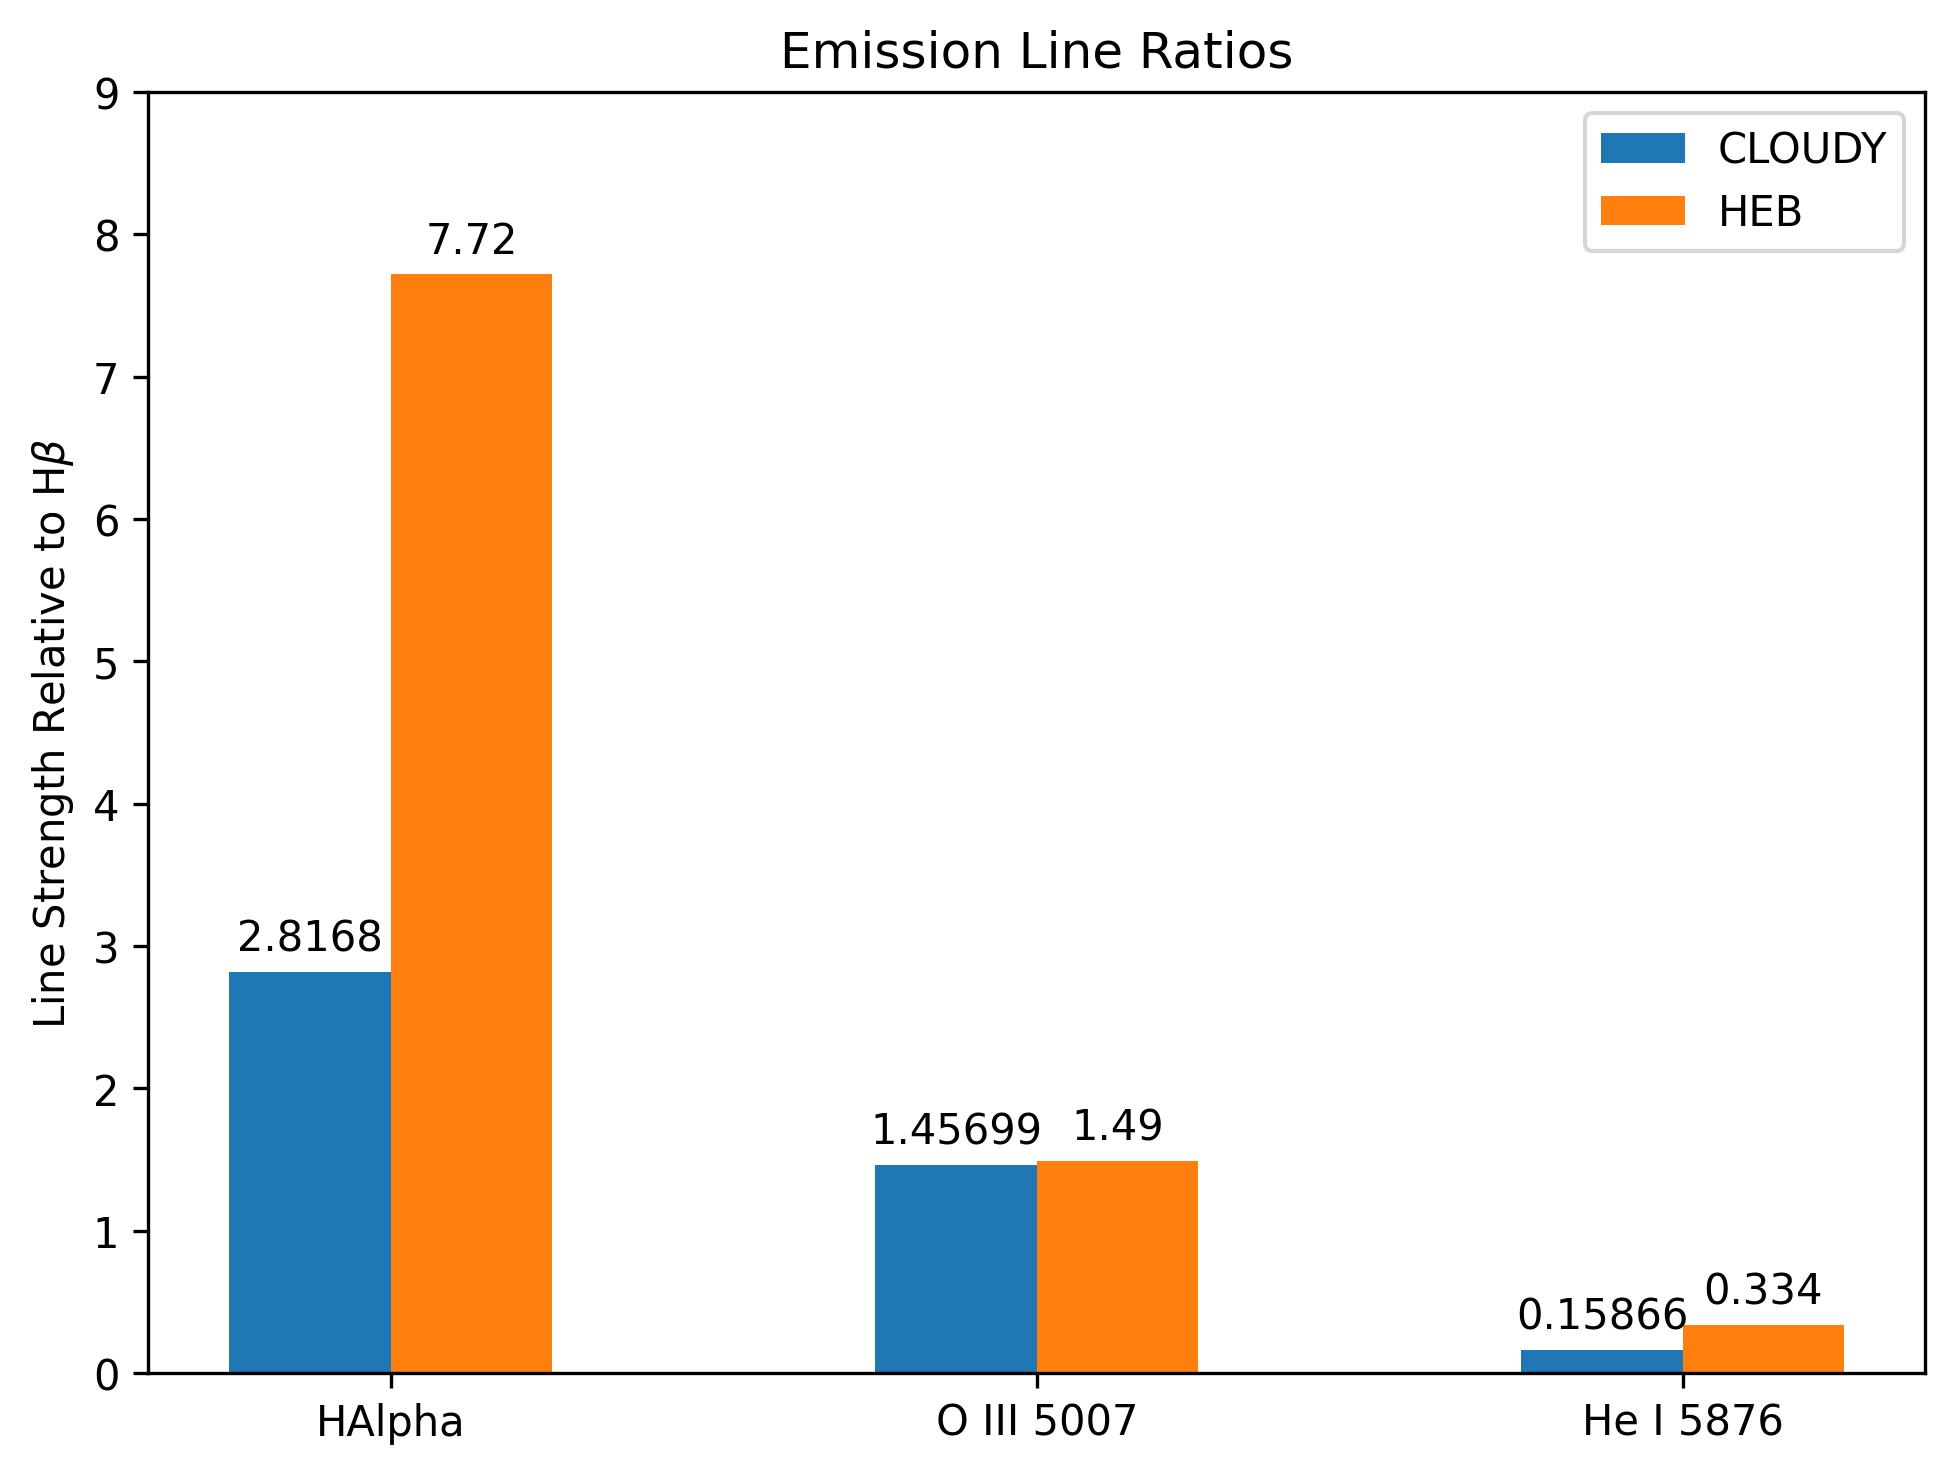 Emission Line Ratios
CLOUDY
HEB
Line Strength Relative to Hβ
9
8
7
6
5
4
3
2
1
0
2.8168
7.72
1.45699
1.49
0.15866
0.334
HAlpha
O III 5007
He I 5876